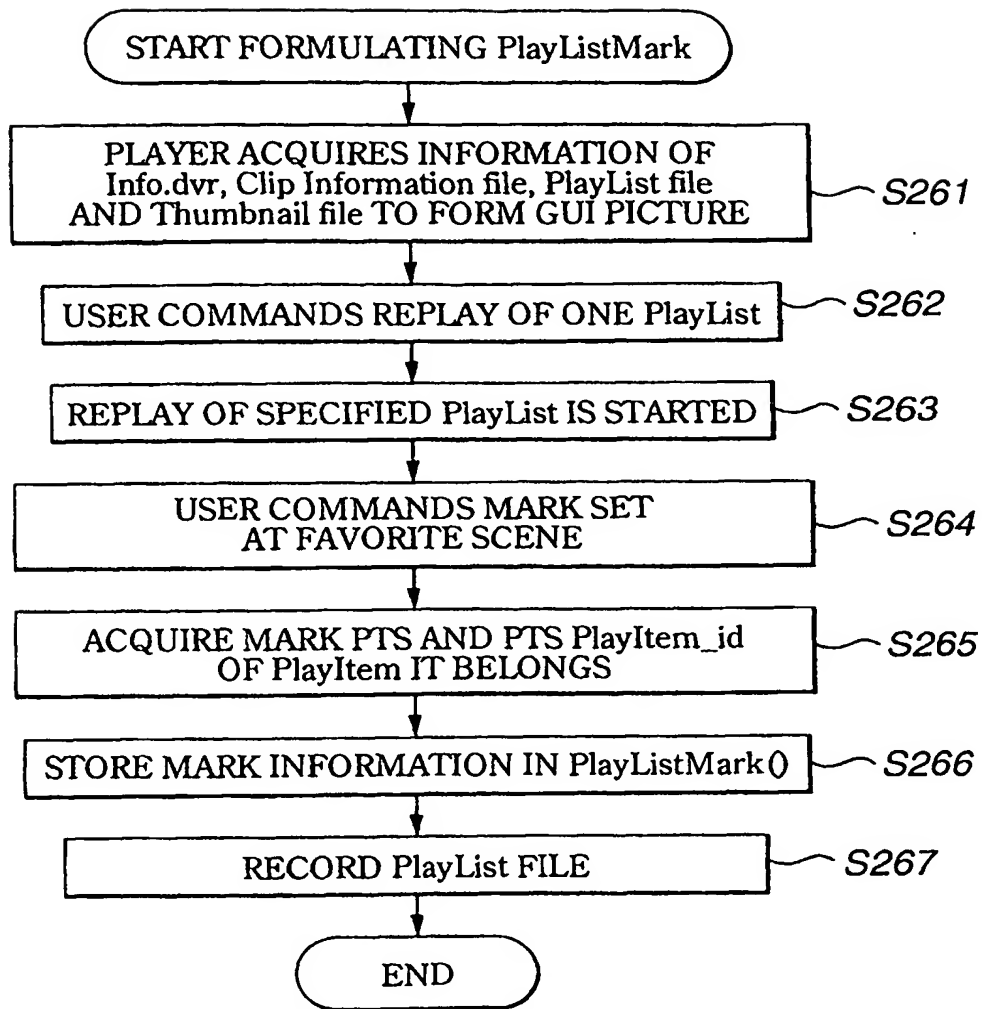 START FORMULATING PlayListMark
PLAYER ACQUIRES INFORMATION OF
Info.dvr, Clip Information file, PlayList file
AND Thumbnail file TO FORM GUI PICTURE
S261
USER COMMANDS REPLAY OF ONE PlayList
S262
REPLAY OF SPECIFIED PlayList IS STARTED
S263
USER COMMANDS MARK SET
AT FAVORITE SCENE
S264
ACQUIRE MARK PTS AND PTS PlayItem_id
OF PlayItem IT BELONGS
S265
STORE MARK INFORMATION IN PlayListMark()
S266
RECORD PlayList FILE
S267
END